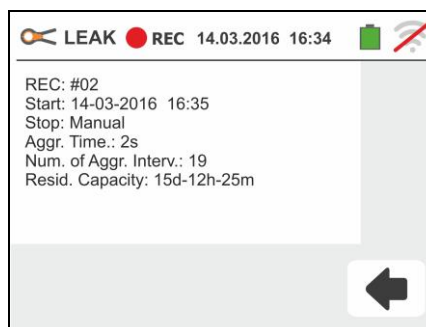 LEAK REC 14.03.2016 16:34
REC: #02
Start: 14-03-2016 16:35
Stop: Manual
Aggr. Time.: 2s
Num. of Aggr. Interv.: 19
Resid. Capacity: 15d-12h-25m